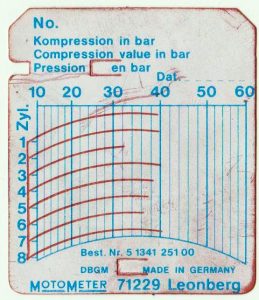 No.
Kompression in bar
Compression value in bar
Pression en bar
Dat.
10 20 30 40 50 60
Zyl.
1
2
3
4
5
6
7
8
Best. Nr. 5 1341 251 00
DBGM MADE IN GERMANY
MOTOMETER 71229 Leonberg